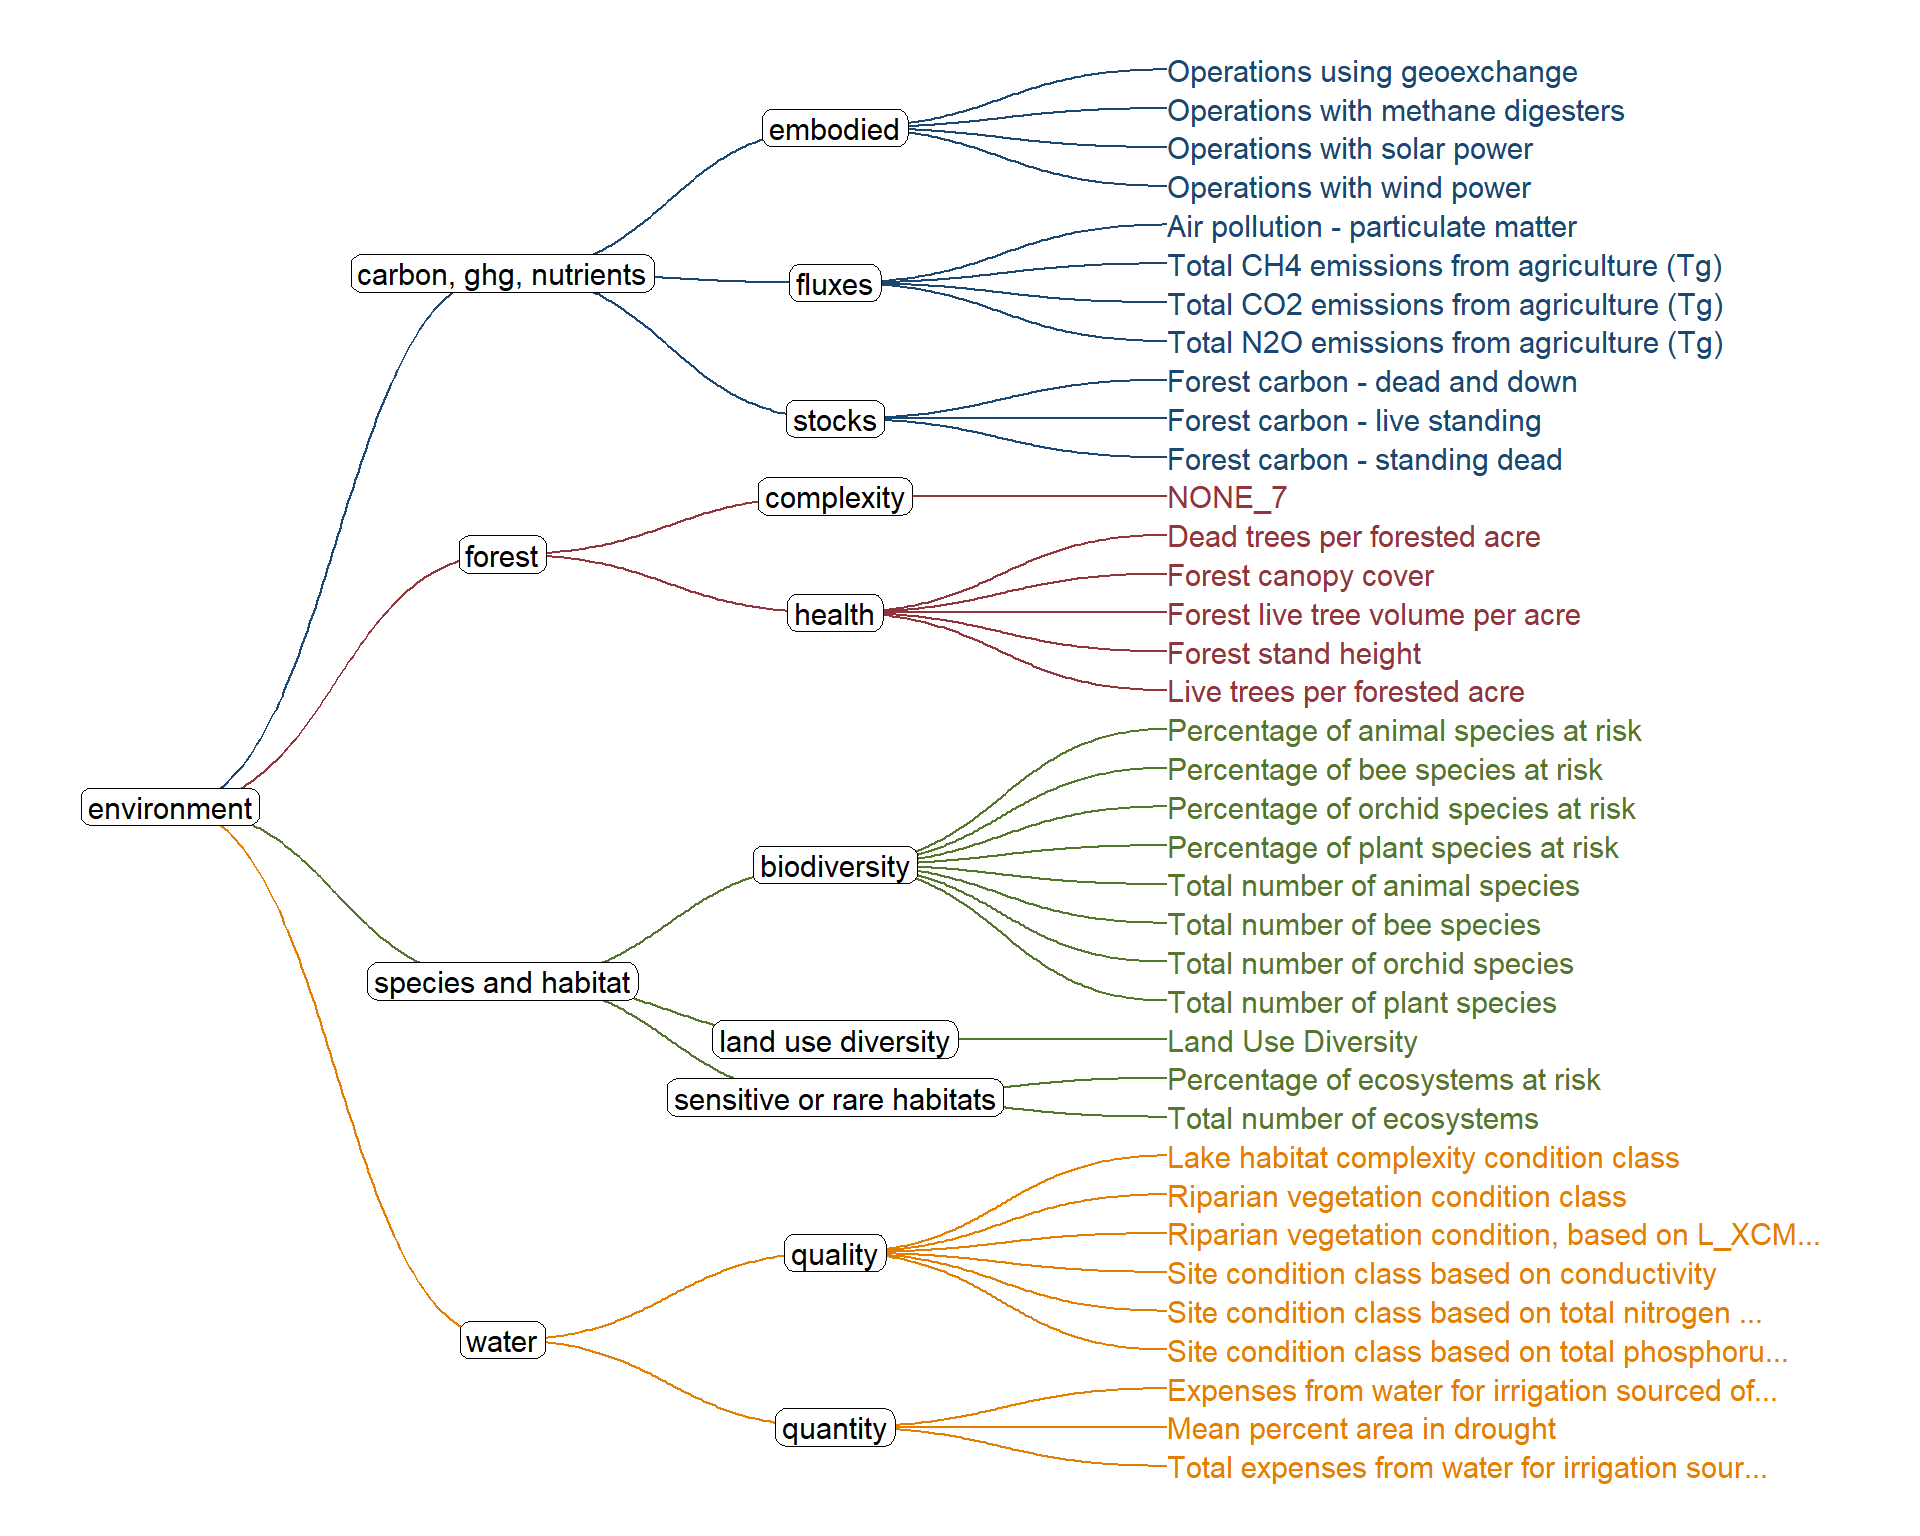 environment
carbon, ghg, nutrients
embodied
Operations using geoexchange
Operations with methane digesters
Operations with solar power
Operations with wind power
fluxes
Air pollution - particulate matter
Total CH4 emissions from agriculture (Tg)
Total CO2 emissions from agriculture (Tg)
Total N2O emissions from agriculture (Tg)
stocks
Forest carbon - dead and down
Forest carbon - live standing
Forest carbon - standing dead
forest
complexity
NONE_7
health
Dead trees per forested acre
Forest canopy cover
Forest live tree volume per acre
Forest stand height
Live trees per forested acre
species and habitat
biodiversity
Percentage of animal species at risk
Percentage of bee species at risk
Percentage of orchid species at risk
Percentage of plant species at risk
Total number of animal species
Total number of bee species
Total number of orchid species
Total number of plant species
land use diversity
Land Use Diversity
sensitive or rare habitats
Percentage of ecosystems at risk
Total number of ecosystems
water
quality
Lake habitat complexity condition class
Riparian vegetation condition class
Riparian vegetation condition, based on L_XCM...
Site condition class based on conductivity
Site condition class based on total nitrogen ...
Site condition class based on total phosphoru...
quantity
Expenses from water for irrigation sourced of...
Mean percent area in drought
Total expenses from water for irrigation sour...